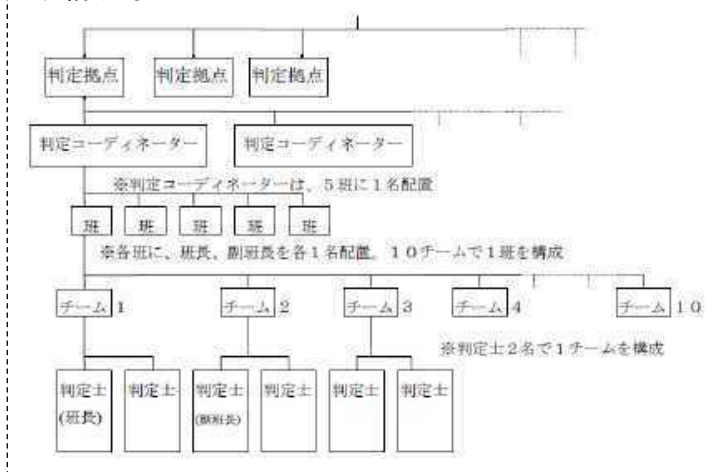 判定拠点 判定拠点 判定拠点
判定コーディネーター 判定コーディネーター
※判定コーディネーターは、5班に1名配置
班 班 班 班 班
※各班に、班長、副班長を各1名配置。10チームで1班を構成
チーム1 チーム2 チーム3 チーム4 チーム10
※判定士2名で1チームを構成
判定士 判定士 判定士 判定士 判定士 判定士
(班長) (副班長)